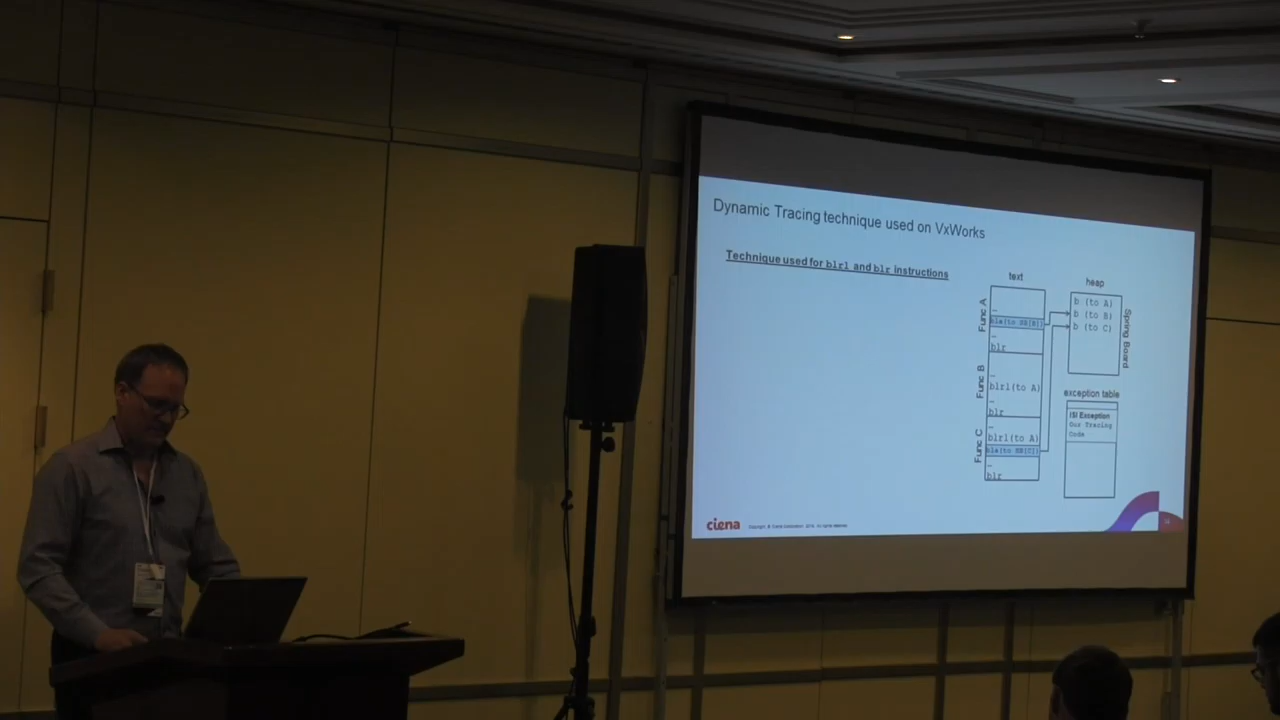 Dynamic Tracing technique used on VxWorks
Technique used for blrl and blr instructions
text
heap
Func A
…
bla(to SB[B])
…
blr
Func B
…
blrl(to A)
…
blr
Func C
…
blrl(to A)
bla(to SB[C])
…
blr
b (to A)
b (to B)
b (to C)
Spring Board
exception table
ISI Exception
Our Tracing
Code
ciena